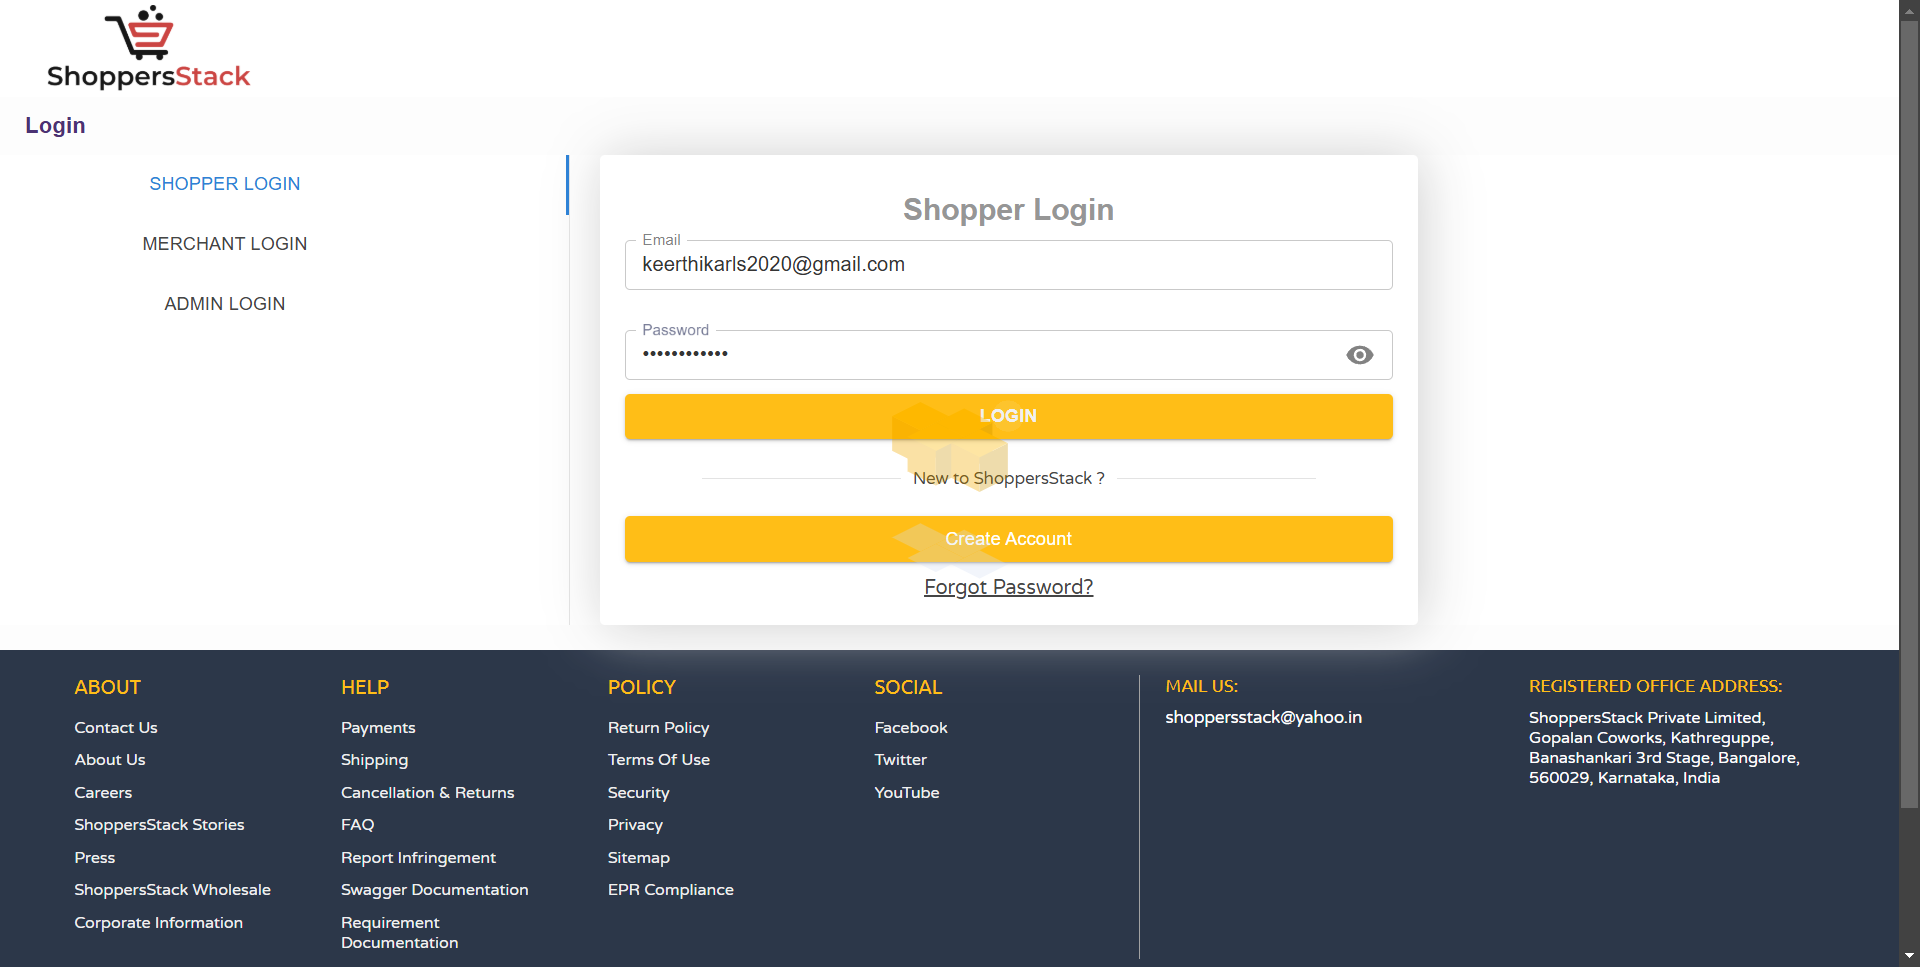 ShoppersStack
Login
SHOPPER LOGIN
MERCHANT LOGIN
ADMIN LOGIN
Shopper Login
Email
keerthikarls2020@gmail.com
Password
••••••••••••
LOGIN
New to ShoppersStack ?
Create Account
Forgot Password?
ABOUT
Contact Us
About Us
Careers
ShoppersStack Stories
Press
ShoppersStack Wholesale
Corporate Information
HELP
Payments
Shipping
Cancellation & Returns
FAQ
Report Infringement
Swagger Documentation
Requirement
Documentation
POLICY
Return Policy
Terms Of Use
Security
Privacy
Sitemap
EPR Compliance
SOCIAL
Facebook
Twitter
YouTube
MAIL US:
shoppersstack@yahoo.in
REGISTERED OFFICE ADDRESS:
ShoppersStack Private Limited,
Gopalan Coworks, Kathreguppe,
Banashankari 3rd Stage, Bangalore,
560029, Karnataka, India